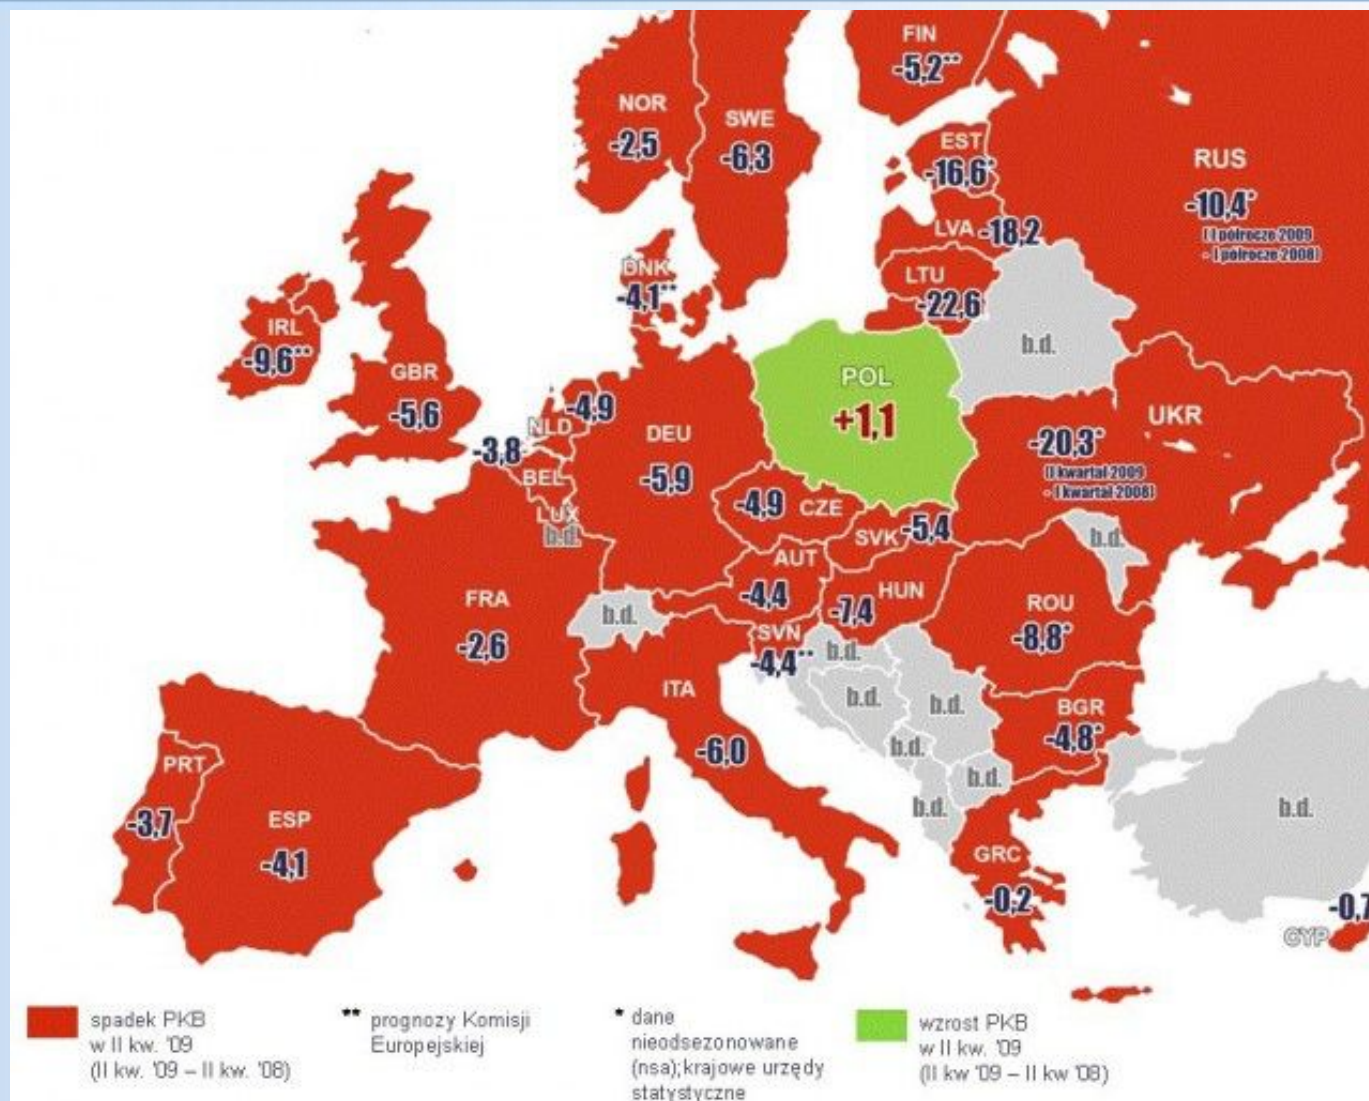 FIN
-5,2**
NOR
-2,5
SWE
-6,3
EST
-16,6*
RUS
-10,4*
(I półrocze 2009
- I półrocze 2008)
LVA -18,2
DNK
-4,1**
LTU
-22,6
IRL
-9,6**
b.d.
GBR
-5,6
POL
+1,1
NLD
-4,9
DEU
-5,9
UKR
-20,3*
(I kwartał 2009
- I kwartał 2008)
-3,8
BEL
LUX
b.d.
-4,9 CZE
SVK -5,4
b.d.
AUT
-4,4
HUN
-7,4
FRA
-2,6
b.d.
ROU
-8,8*
SVN
-4,4**
b.d.
ITA
-6,0
b.d.
b.d.
BGR
-4,8*
b.d.
b.d.
b.d.
b.d.
PRT
-3,7
ESP
-4,1
GRC
-0,2
-0,7
CYP
spadek PKB
w II kw. '09
(II kw. '09 – II kw. '08)
** prognozy Komisji
Europejskiej
* dane
nieodsezonowane
(nsa);krajowe urzędy
statystyczne
wzrost PKB
w II kw. '09
(II kw '09 – II kw '08)